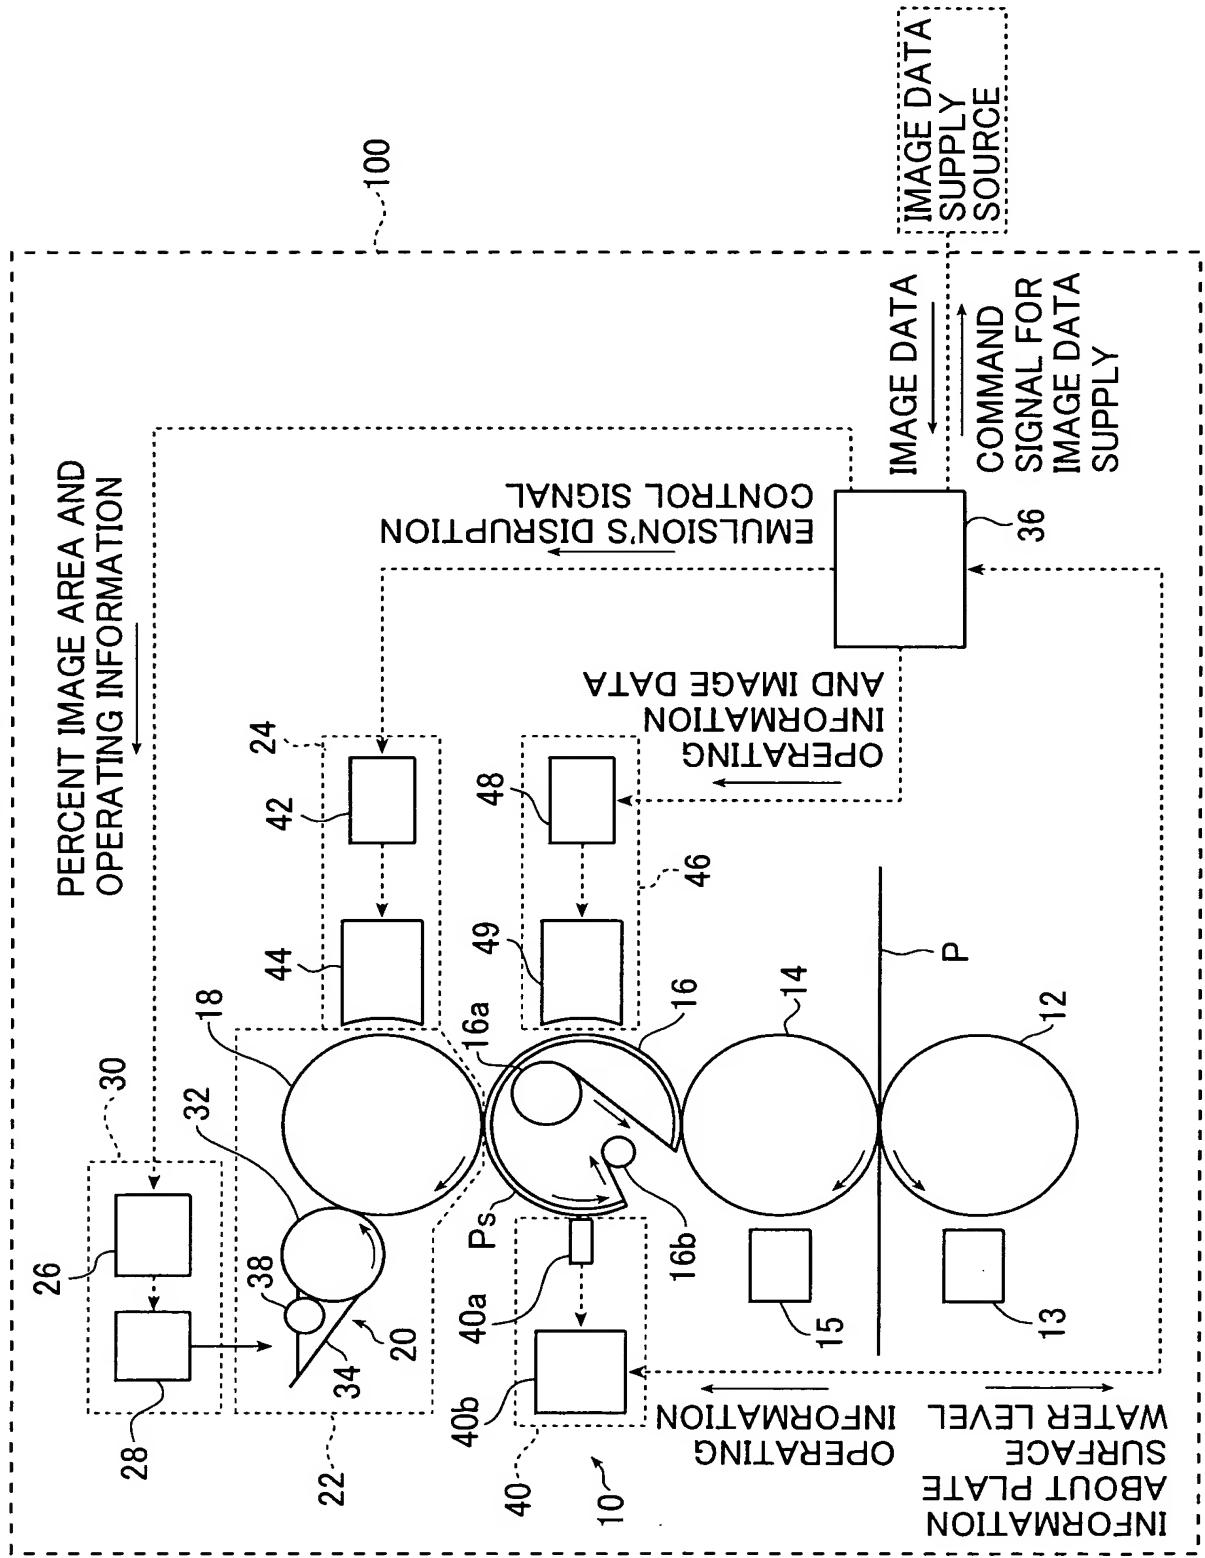 PERCENT IMAGE AREA AND
OPERATING INFORMATION
100
30
26
28
18
32
38
34
20
22
24
42
44
EMULSION'S DISRUPTION
CONTROL SIGNAL
IMAGE DATA
IMAGE DATA
SUPPLY
SOURCE
COMMAND
SIGNAL FOR
IMAGE DATA
SUPPLY
36
OPERATING
INFORMATION
AND IMAGE DATA
48
46
49
16a
16
Ps
16b
40a
40b
40
10
14
15
P
12
13
OPERATING
INFORMATION
INFORMATION
ABOUT PLATE
SURFACE
WATER LEVEL